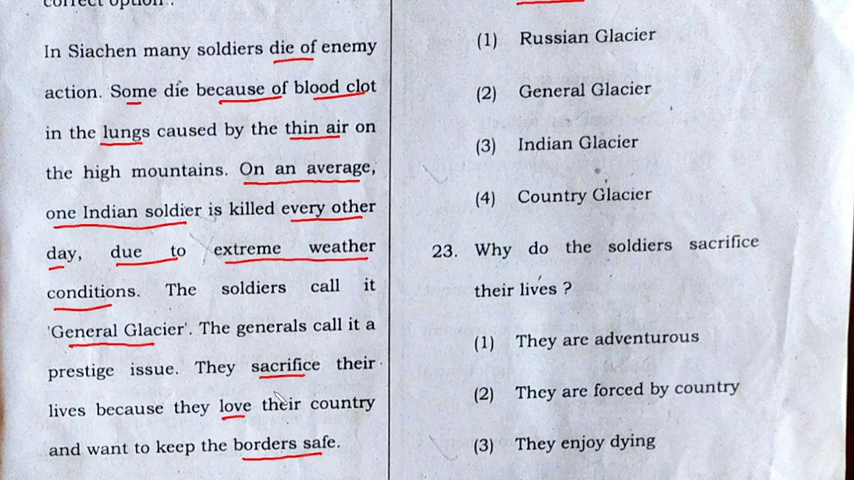 correct option .
In Siachen many soldiers die of enemy
action. Some die because of blood clot
in the lungs caused by the thin air on
the high mountains. On an average,
one Indian soldier is killed every other
day, due to extreme weather
conditions. The soldiers call it
'General Glacier'. The generals call it a
prestige issue. They sacrifice their
lives because they love their country
and want to keep the borders safe.
(1) Russian Glacier
(2) General Glacier
(3) Indian Glacier
(4) Country Glacier
23. Why do the soldiers sacrifice
their lives ?
(1) They are adventurous
(2) They are forced by country
(3) They enjoy dying